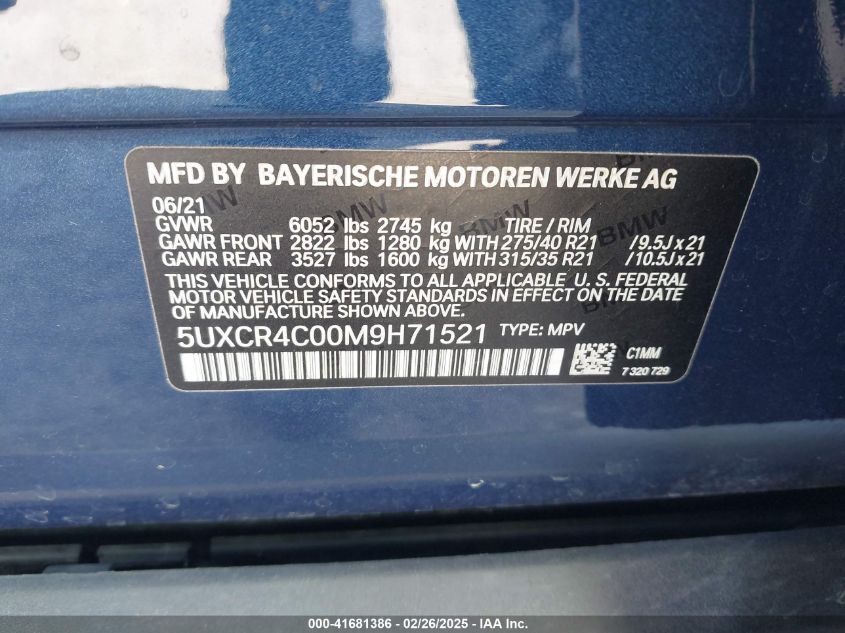 MFD BY BAYERISCHE MOTOREN WERKE AG
06/21
GVWR 6052 lbs 2745 kg TIRE / RIM
GAWR FRONT 2822 lbs 1280 kg WITH 275/40 R21 /9.5J x 21
GAWR REAR 3527 lbs 1600 kg WITH 315/35 R21 /10.5J x 21
THIS VEHICLE CONFORMS TO ALL APPLICABLE U. S. FEDERAL
MOTOR VEHICLE SAFETY STANDARDS IN EFFECT ON THE
DATE OF MANUFACTURE SHOWN ABOVE.
5UXCR4C00M9H71521 TYPE: MPV
C1MM
7 320 729
000-41681386 - 02/26/2025 - IAA Inc.